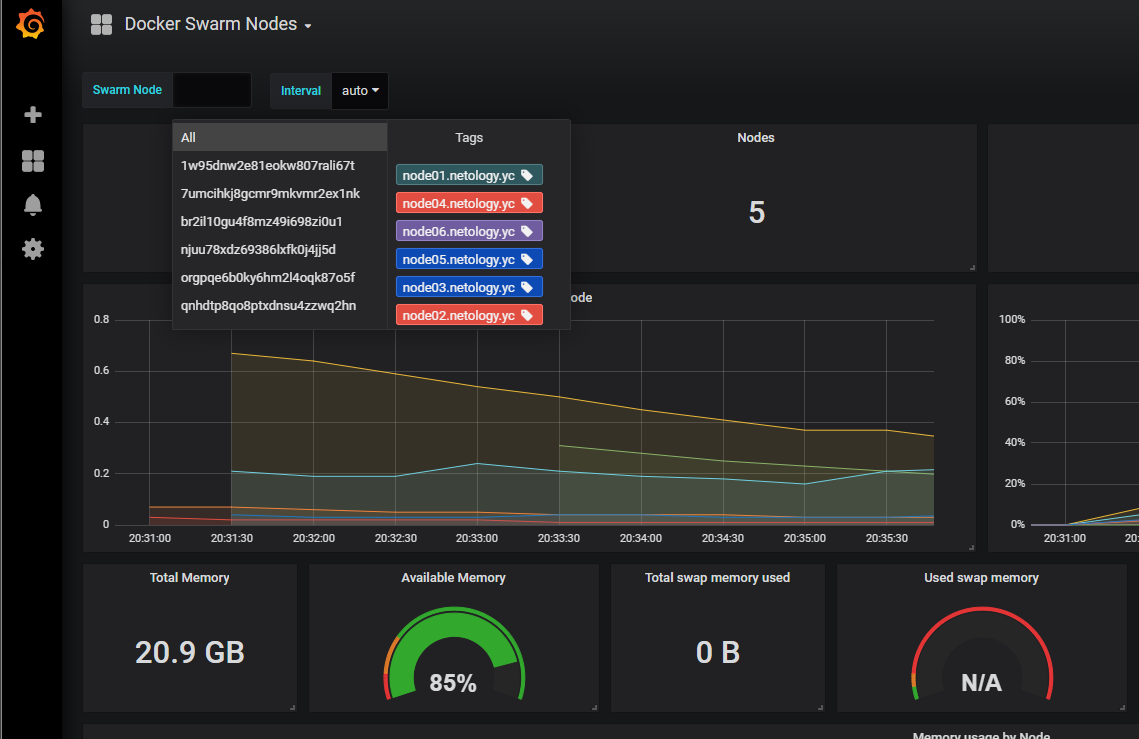 Docker Swarm Nodes
Swarm Node
Interval
auto
All
1w95dnw2e81eokw807rali67t
7umcihkj8gcmr9mkvmr2ex1nk
br2il10gu4f8mz49i698zi0u1
njuu78xdz69386lxfk0j4jj5d
orgpqe6b0ky6hm2l4oqk87o5f
qnhdtp8qo8ptxdnsu4zzwq2hn
Tags
node01.netology.yc
node04.netology.yc
node06.netology.yc
node05.netology.yc
node03.netology.yc
node02.netology.yc
Nodes
5
ode
0.8
0.6
0.4
0.2
0
20:31:00 20:31:30 20:32:00 20:32:30 20:33:00 20:33:30 20:34:00 20:34:30 20:35:00 20:35:30
100%
80%
60%
40%
20%
0%
20:31:00 20:
Total Memory
20.9 GB
Available Memory
85%
Total swap memory used
0 B
Used swap memory
N/A
Memory usage by Node